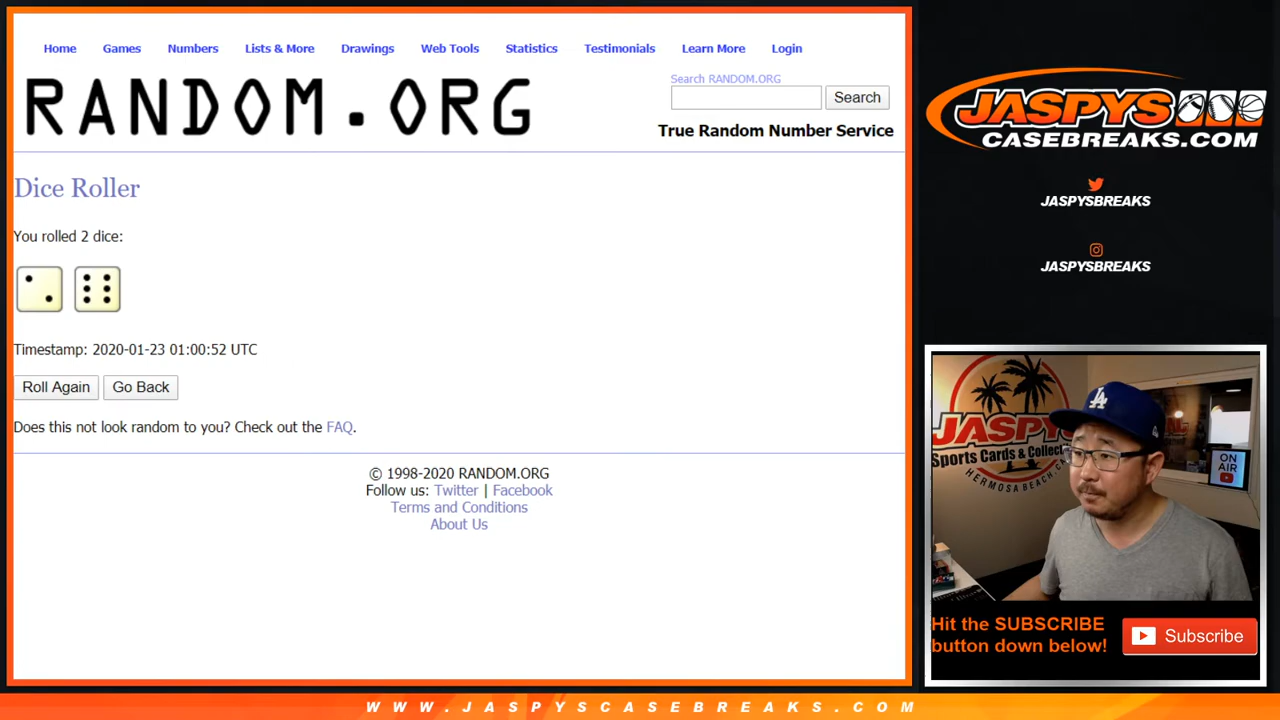 Home Games Numbers Lists & More Drawings Web Tools Statistics Testimonials Learn More Login
RANDOM.ORG
Search RANDOM.ORG
Search
True Random Number Service
Dice Roller
You rolled 2 dice:
Timestamp: 2020-01-23 01:00:52 UTC
Roll Again Go Back
Does this not look random to you? Check out the FAQ.
© 1998-2020 RANDOM.ORG
Follow us: Twitter | Facebook
Terms and Conditions
About Us
JASPYS
CASEBREAKS.COM
JASPYSBREAKS
JASPYSBREAKS
JASPYS
Sports Cards & Collect
HERMOSA BEACH, CA
LA
ON
AIR
Hit the SUBSCRIBE
button down below!
Subscribe
WWW.JASPYSCASEBREAKS.COM